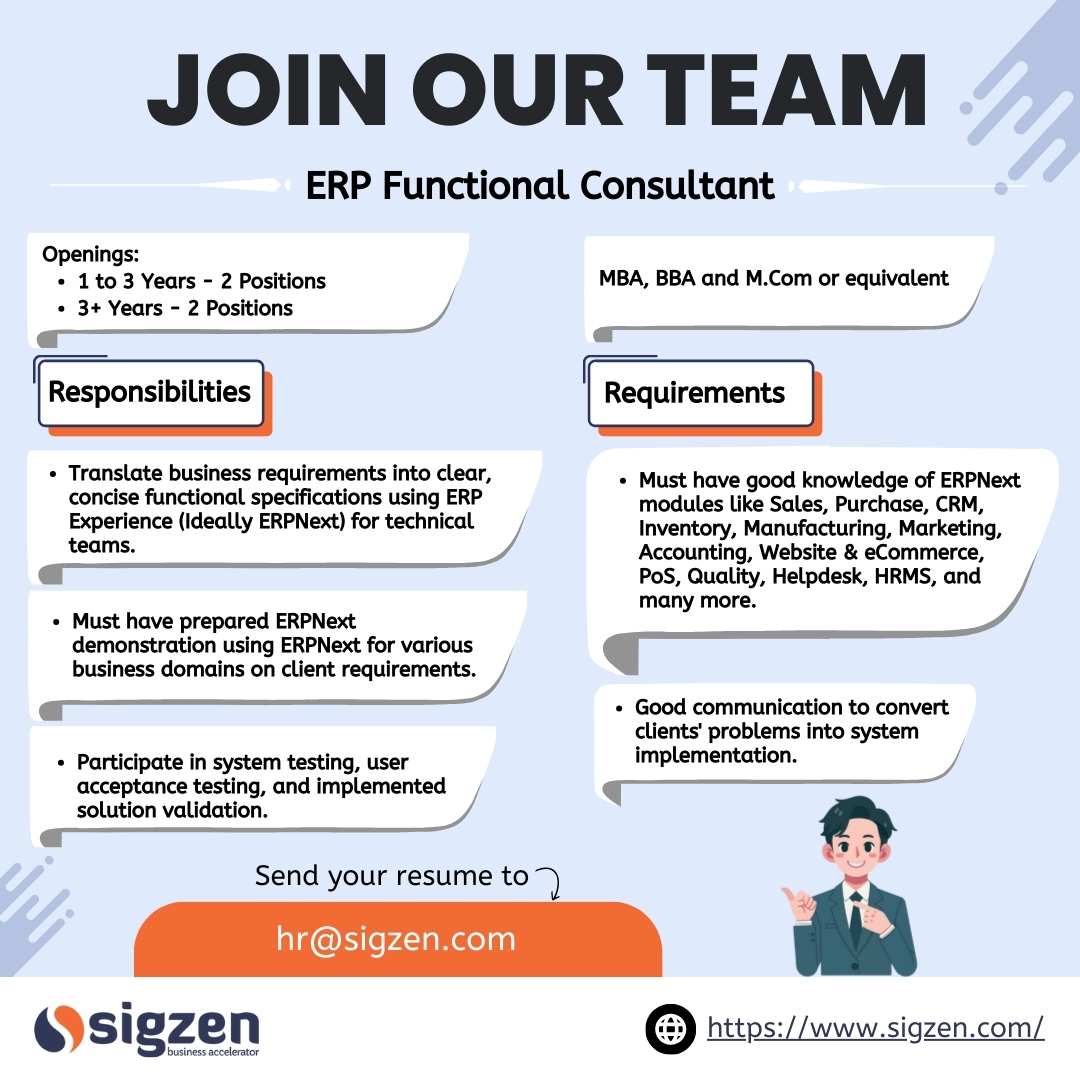 JOIN OUR TEAM
ERP Functional Consultant
Openings:
• 1 to 3 Years - 2 Positions
• 3+ Years - 2 Positions
MBA, BBA and M.Com or equivalent
Responsibilities
• Translate business requirements into clear,
concise functional specifications using ERP
Experience (Ideally ERPNext) for technical
teams.
• Must have prepared ERPNext
demonstration using ERPNext for various
business domains on client requirements.
• Participate in system testing, user
acceptance testing, and implemented
solution validation.
Requirements
• Must have good knowledge of ERPNext
modules like Sales, Purchase, CRM,
Inventory, Manufacturing, Marketing,
Accounting, Website & eCommerce,
PoS, Quality, Helpdesk, HRMS, and
many more.
• Good communication to convert
clients' problems into system
implementation.
Send your resume to
hr@sigzen.com
sigzen
business accelerator
https://www.sigzen.com/